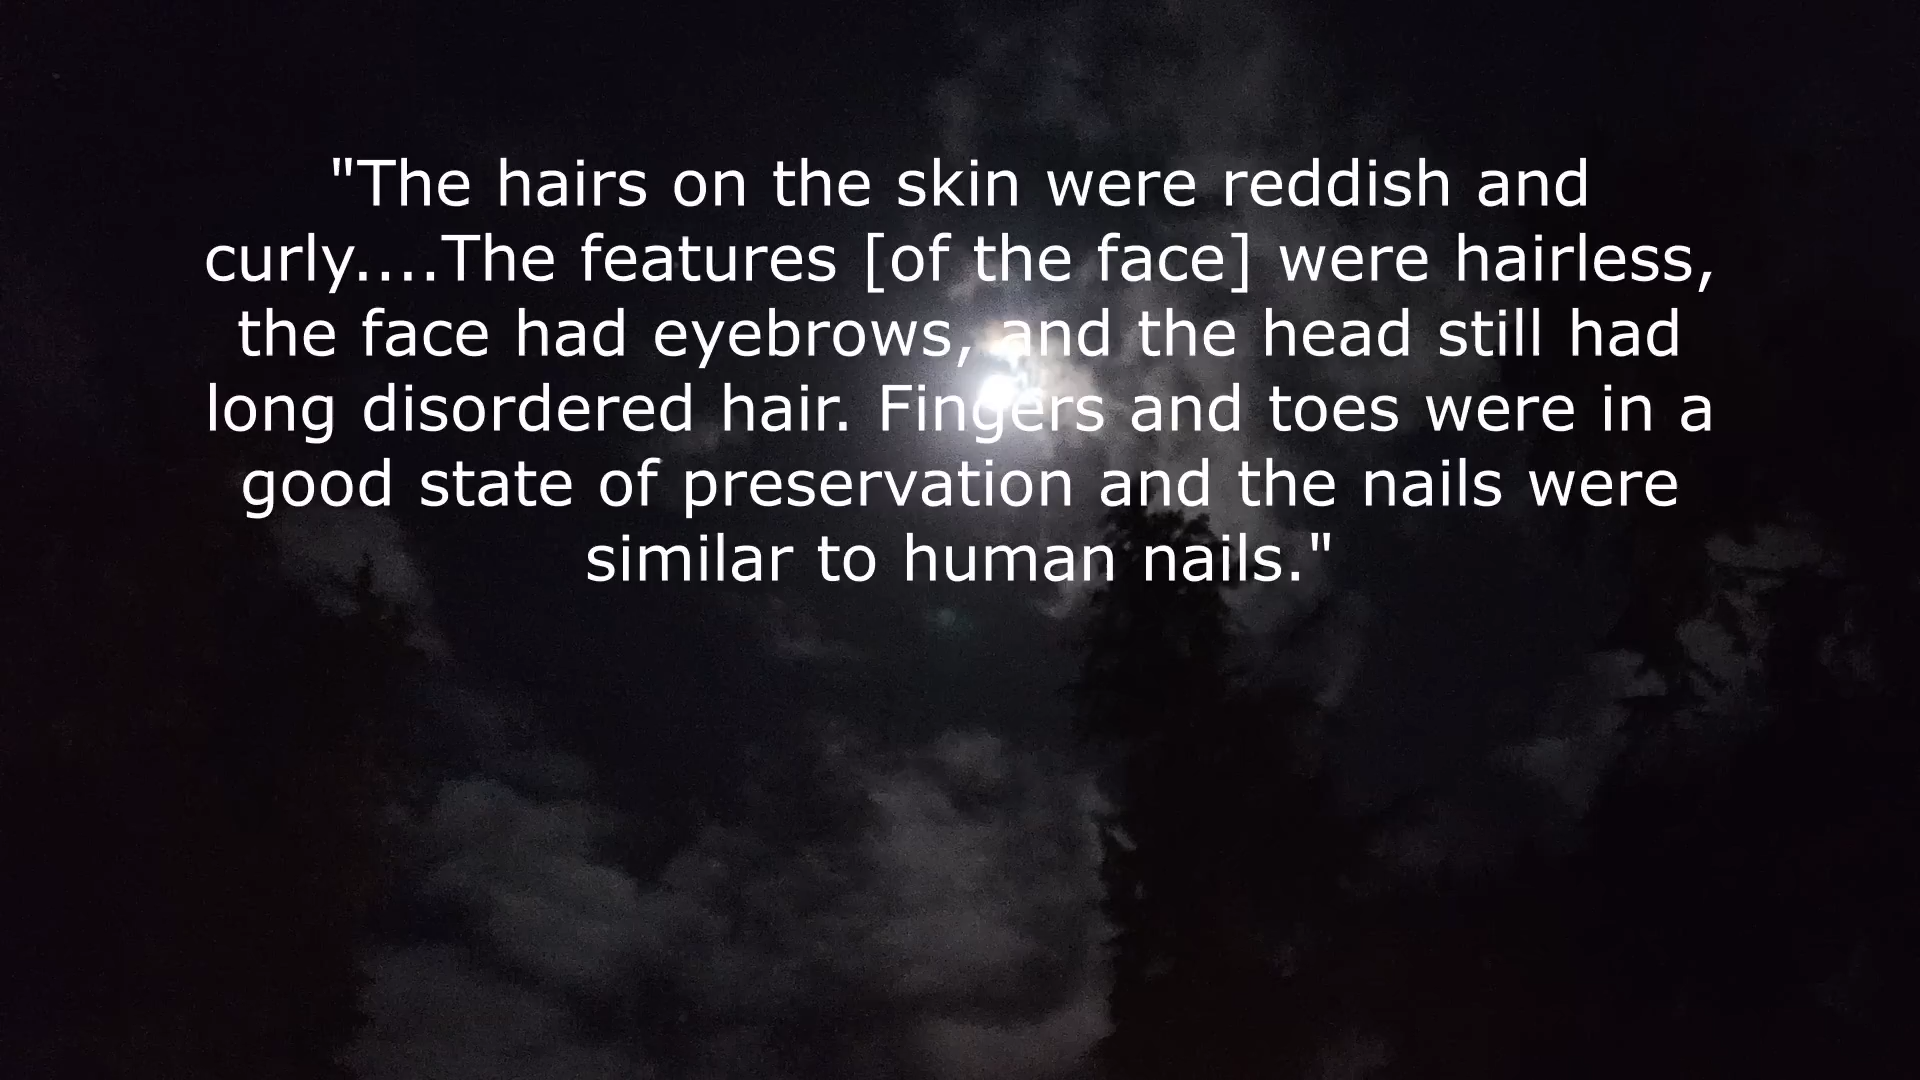 "The hairs on the skin were reddish and
curly....The features [of the face] were hairless,
the face had eyebrows, and the head still had
long disordered hair. Fingers and toes were in a
good state of preservation and the nails were
similar to human nails."